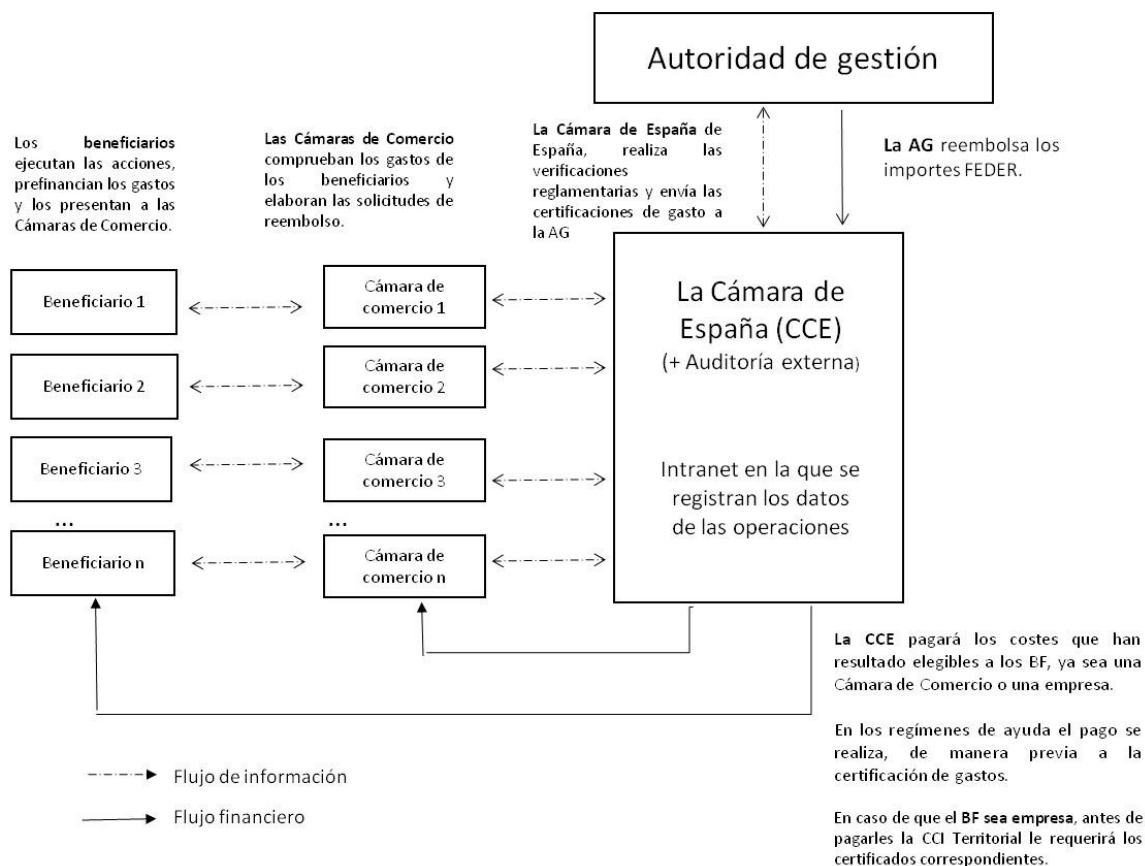 Autoridad de gestión
Los beneficiarios
ejecutan las acciones,
prefinancian los gastos
y los presentan a las
Cámaras de Comercio.
Las Cámaras de Comercio
comprueban los gastos de
los beneficiarios y
elaboran las solicitudes de
reembolso.
La Cámara de España de
España, realiza las
verificaciones
reglamentarias y envía las
certificaciones de gasto a
la AG
La AG reembolsa los
importes FEDER.
Beneficiario 1
Cámara de
comercio 1
Beneficiario 2
Cámara de
comercio 2
Beneficiario 3
Cámara de
comercio 3
...
...
Beneficiario n
Cámara de
comercio n
La Cámara de
España (CCE)
(+ Auditoría externa)
Intranet en la que se
registran los datos
de las operaciones
La CCE pagará los costes que han
resultado elegibles a los BF, ya sea una
Cámara de Comercio o una empresa.
En los regímenes de ayuda el pago se
realiza, de manera previa a la
certificación de gastos.
En caso de que el BF sea empresa, antes de
pagarles la CCI Territorial le requerirá los
certificados correspondientes.
Flujo de información
Flujo financiero